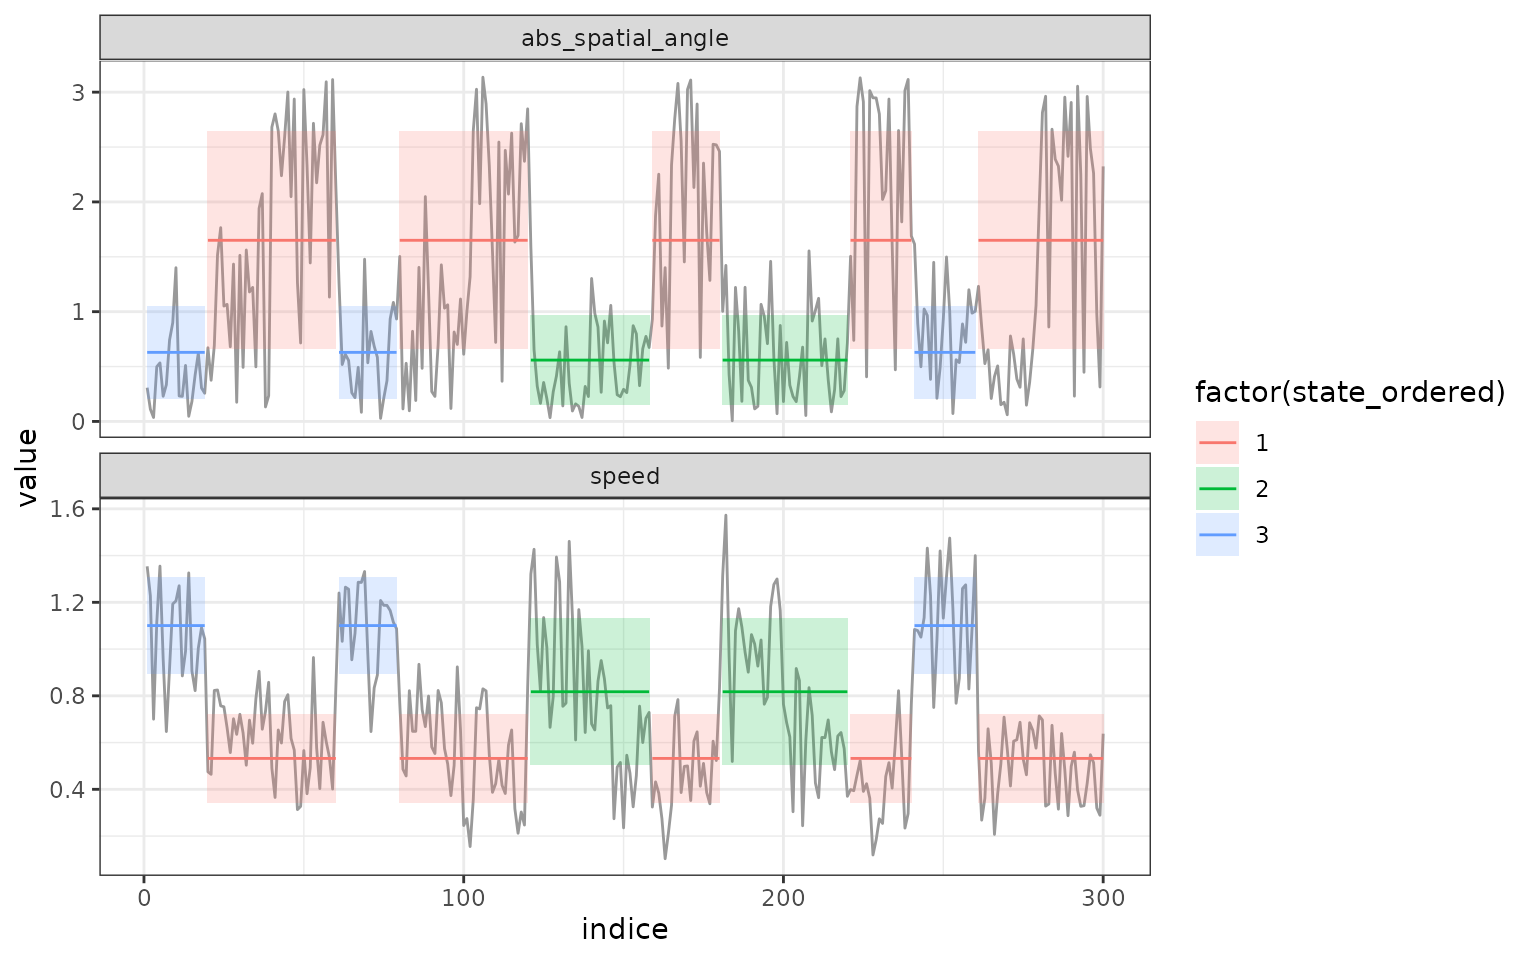 abs_spatial_angle
3
2
1
0
speed
1.6
1.2
0.8
0.4
0 100 200 300
indice
value
factor(state_ordered)
1
2
3